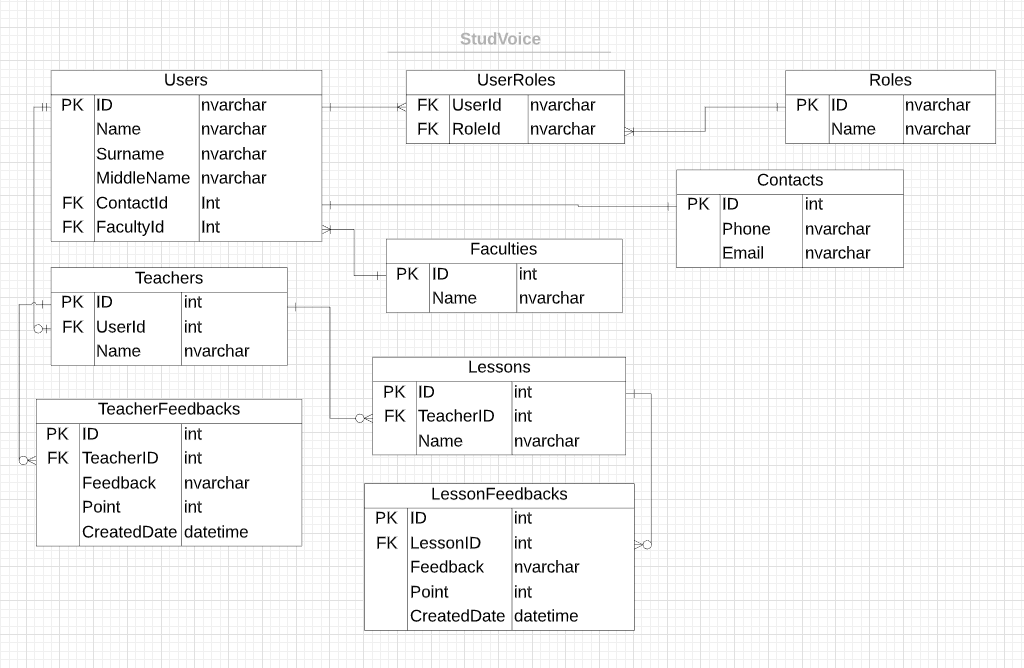 StudVoice
Users
PK ID nvarchar
Name nvarchar
Surname nvarchar
MiddleName nvarchar
FK ContactId Int
FK FacultyId Int
UserRoles
FK UserId nvarchar
FK RoleId nvarchar
Roles
PK ID nvarchar
Name nvarchar
Contacts
PK ID int
Phone nvarchar
Email nvarchar
Faculties
PK ID int
Name nvarchar
Teachers
PK ID int
FK UserId int
Name nvarchar
Lessons
PK ID int
FK TeacherID int
Name nvarchar
TeacherFeedbacks
PK ID int
FK TeacherID int
Feedback nvarchar
Point int
CreatedDate datetime
LessonFeedbacks
PK ID int
FK LessonID int
Feedback nvarchar
Point int
CreatedDate datetime